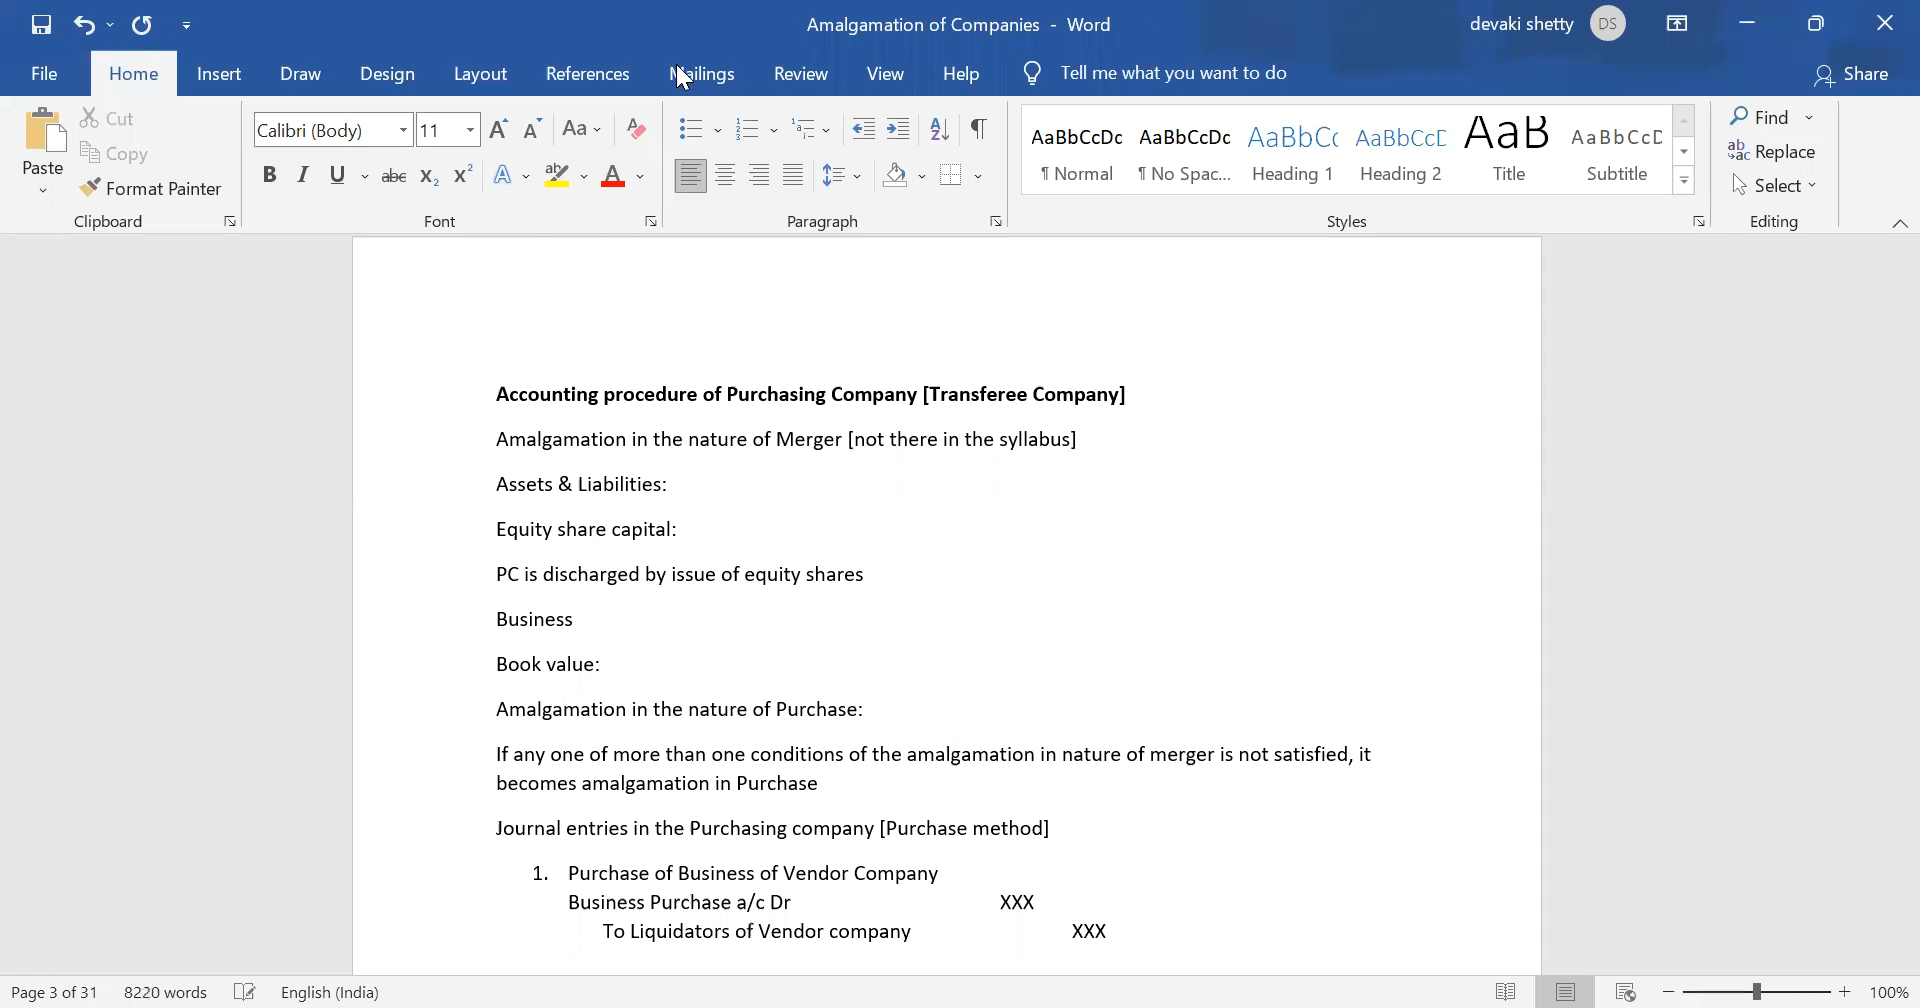 Amalgamation of Companies - Word
devaki shetty DS
File Home Insert Draw Design Layout References Mailings Review View Help Tell me what you want to do Share
Paste
Cut
Copy
Format Painter
Clipboard
Calibri (Body) 11 Aa
B I U abc X₂ X² A ab A
Font
Paragraph
AaBbCcDc AaBbCcDc AaBbCc AaBbCcD AaB AaBbCcD
¶ Normal ¶ No Spac... Heading 1 Heading 2 Title Subtitle
Styles
Find
Replace
Select
Editing
Accounting procedure of Purchasing Company [Transferee Company]
Amalgamation in the nature of Merger [not there in the syllabus]
Assets & Liabilities:
Equity share capital:
PC is discharged by issue of equity shares
Business
Book value:
Amalgamation in the nature of Purchase:
If any one of more than one conditions of the amalgamation in nature of merger is not satisfied, it
becomes amalgamation in Purchase
Journal entries in the Purchasing company [Purchase method]
1. Purchase of Business of Vendor Company
Business Purchase a/c Dr XXX
To Liquidators of Vendor company XXX
Page 3 of 31 8220 words English (India) 100%